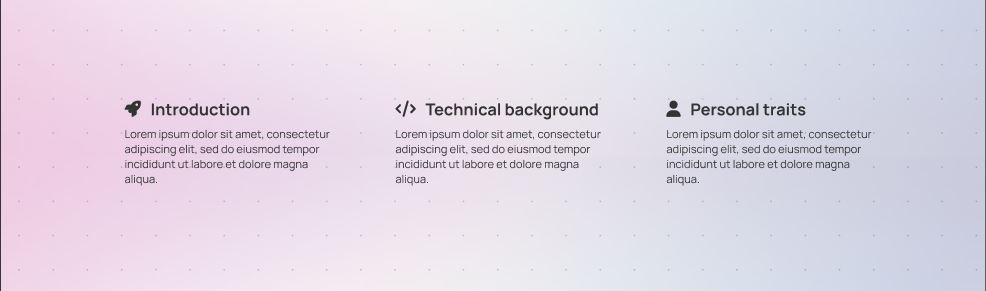 Introduction
Lorem ipsum dolor sit amet, consectetur
adipiscing elit, sed do eiusmod tempor
incididunt ut labore et dolore magna
aliqua.
Technical background
Lorem ipsum dolor sit amet, consectetur
adipiscing elit, sed do eiusmod tempor
incididunt ut labore et dolore magna
aliqua.
Personal traits
Lorem ipsum dolor sit amet, consectetur
adipiscing elit, sed do eiusmod tempor
incididunt ut labore et dolore magna
aliqua.